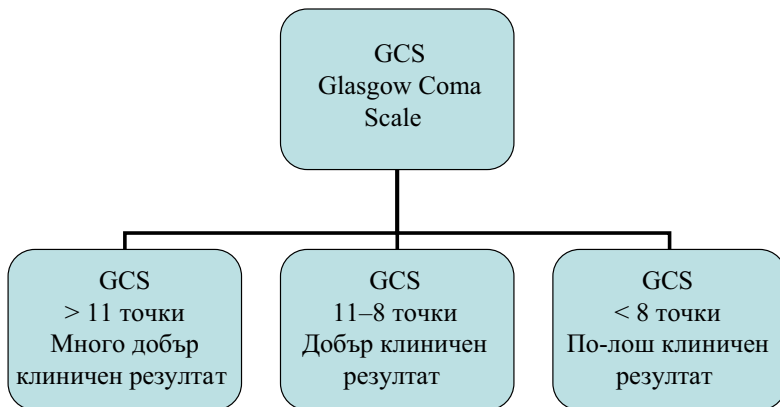 GCS
Glasgow Coma
Scale
GCS
> 11 точки
Много добър
клиничен резултат
GCS
11–8 точки
Добър клиничен
резултат
GCS
< 8 точки
По-лош клиничен
резултат